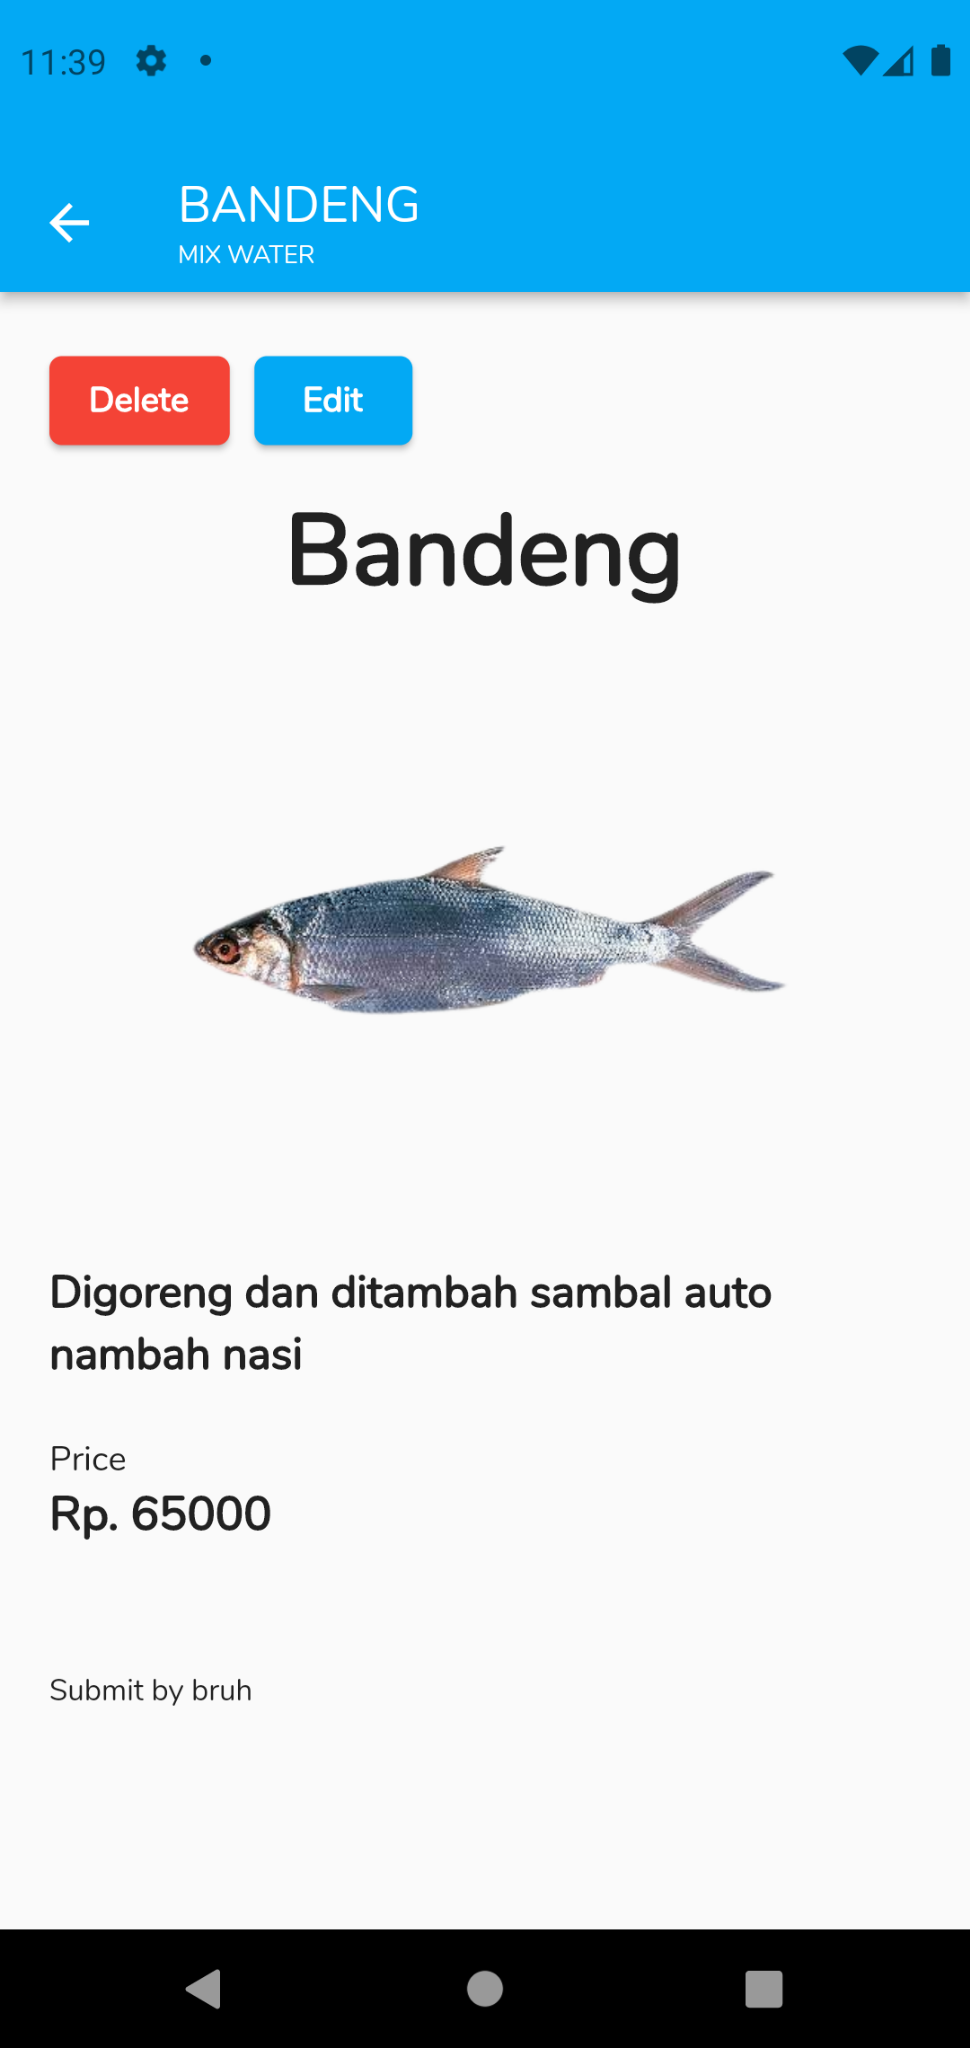 11:39
BANDENG
MIX WATER
Delete
Edit
Bandeng
Digoreng dan ditambah sambal auto
nambah nasi
Price
Rp. 65000
Submit by bruh